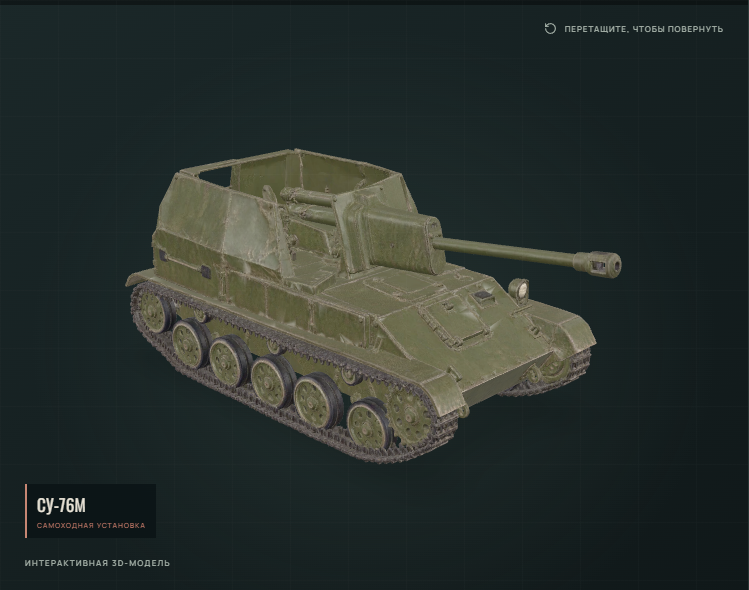 ПЕРЕТАЩИТЕ, ЧТОБЫ ПОВЕРНУТЬ
СУ-76М
САМОХОДНАЯ УСТАНОВКА
ИНТЕРАКТИВНАЯ 3D-МОДЕЛЬ